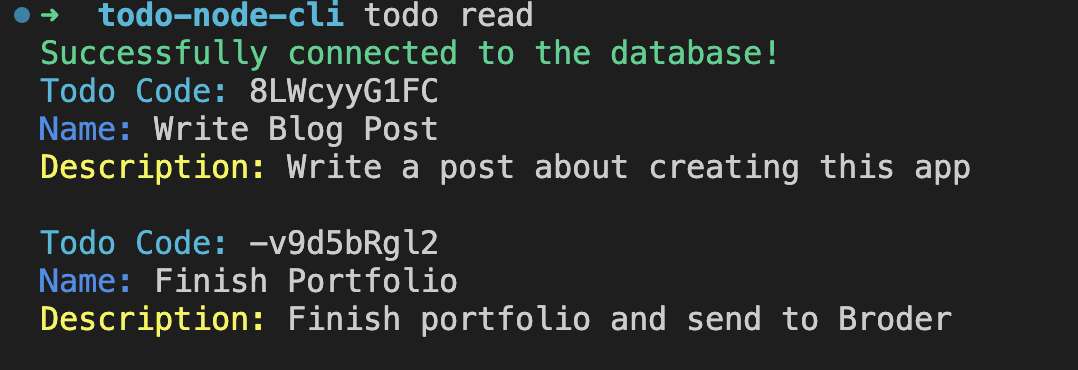 ➜ todo-node-cli todo read
Successfully connected to the database!
Todo Code: 8LWcyyG1FC
Name: Write Blog Post
Description: Write a post about creating this app
Todo Code: -v9d5bRgl2
Name: Finish Portfolio
Description: Finish portfolio and send to Broder